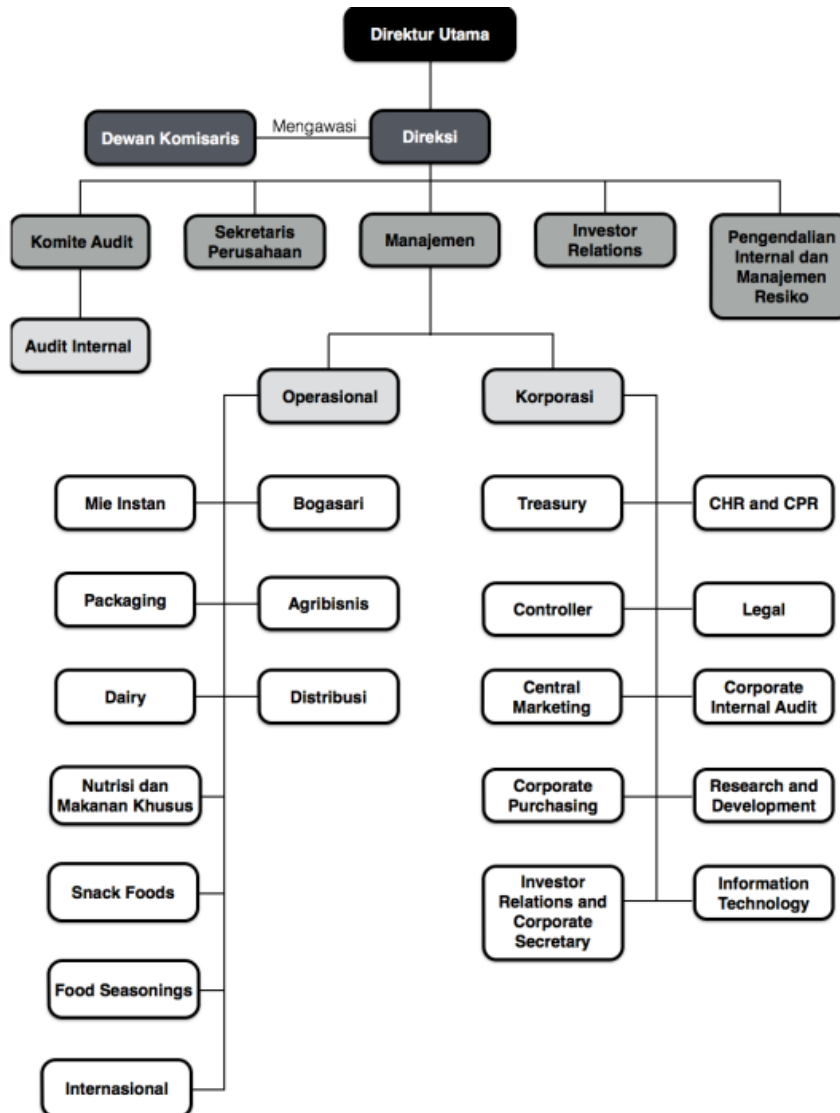 Direktur Utama
Dewan Komisaris
Mengawasi
Direksi
Komite Audit
Sekretaris
Perusahaan
Manajemen
Investor
Relations
Pengendalian
Internal dan
Manajemen
Resiko
Audit Internal
Operasional
Korporasi
Mie Instan
Bogasari
Treasury
CHR and CPR
Packaging
Agribisnis
Controller
Legal
Dairy
Distribusi
Central
Marketing
Corporate
Internal Audit
Nutrisi dan
Makanan Khusus
Corporate
Purchasing
Research and
Development
Snack Foods
Investor
Relations and
Corporate
Secretary
Information
Technology
Food Seasonings
Internasional